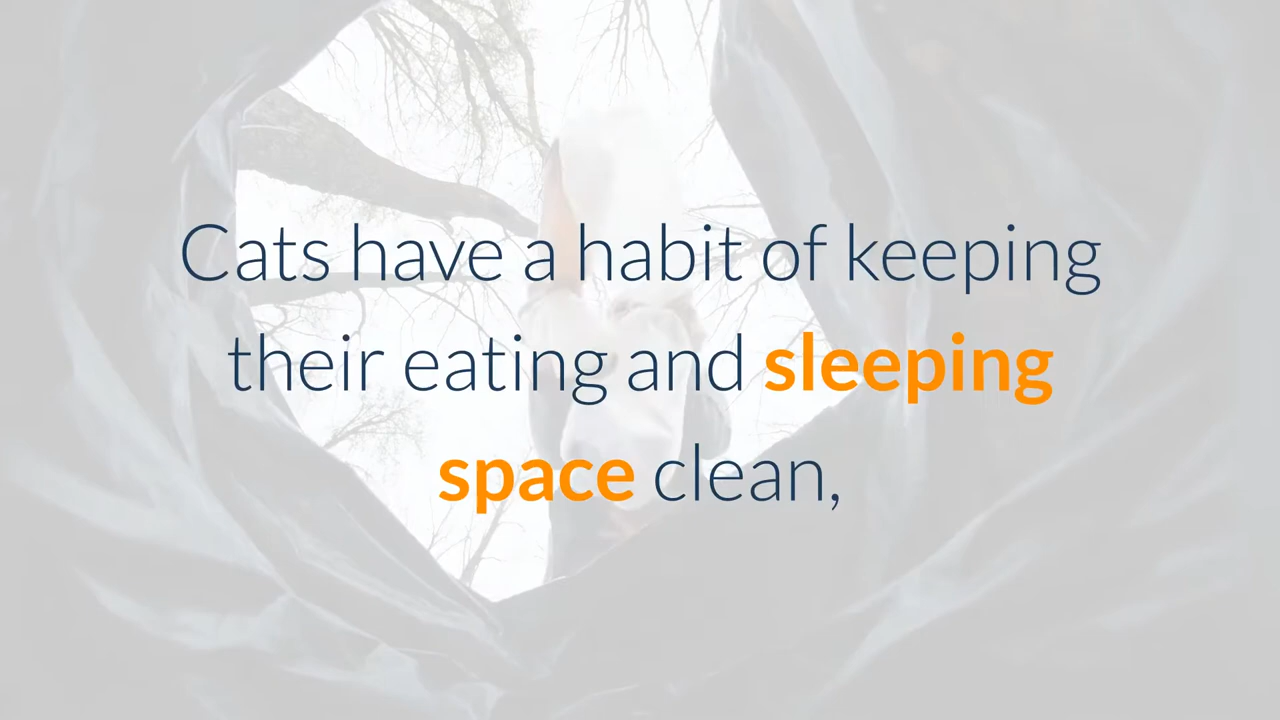 Cats have a habit of keeping
their eating and sleeping
space clean,